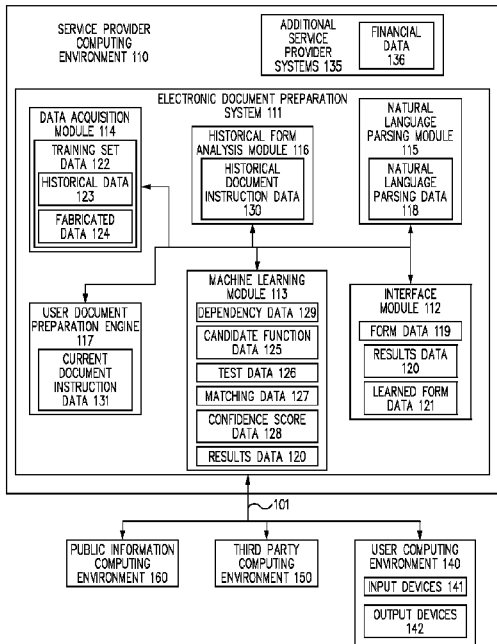 SERVICE PROVIDER
COMPUTING
ENVIRONMENT 110
ADDITIONAL
SERVICE
PROVIDER
SYSTEMS 135
FINANCIAL
DATA
136
ELECTRONIC DOCUMENT PREPARATION
SYSTEM 111
DATA ACQUISITION
MODULE 114
TRAINING SET
DATA 122
HISTORICAL DATA
123
FABRICATED
DATA 124
HISTORICAL FORM
ANALYSIS MODULE 116
HISTORICAL
DOCUMENT
INSTRUCTION DATA
130
NATURAL
LANGUAGE
PARSING MODULE
115
NATURAL
LANGUAGE
PARSING DATA
118
USER DOCUMENT
PREPARATION ENGINE
117
CURRENT
DOCUMENT
INSTRUCTION
DATA 131
MACHINE LEARNING
MODULE 113
DEPENDENCY DATA 129
CANDIDATE FUNCTION
DATA 125
TEST DATA 126
MATCHING DATA 127
CONFIDENCE SCORE
DATA 128
RESULTS DATA 120
INTERFACE
MODULE 112
FORM DATA 119
RESULTS DATA
120
LEARNED FORM
DATA 121
101
PUBLIC INFORMATION
COMPUTING
ENVIRONMENT 160
THIRD PARTY
COMPUTING
ENVIRONMENT 150
USER COMPUTING
ENVIRONMENT 140
INPUT DEVICES 141
OUTPUT DEVICES
142